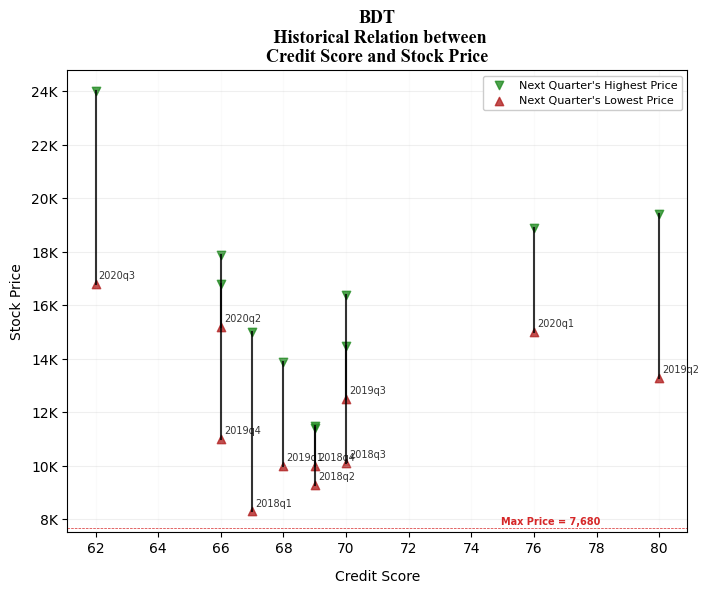 BDT
Historical Relation between
Credit Score and Stock Price
Next Quarter's Highest Price
Next Quarter's Lowest Price
24K
22K
20K
18K
16K
14K
12K
10K
8K
Stock Price
2020q3
2020q2
2020q1
2019q2
2019q3
2019q4
2019q1
2018q4
2018q3
2018q2
2018q1
Max Price = 7,680
62
64
66
68
70
72
74
76
78
80
Credit Score